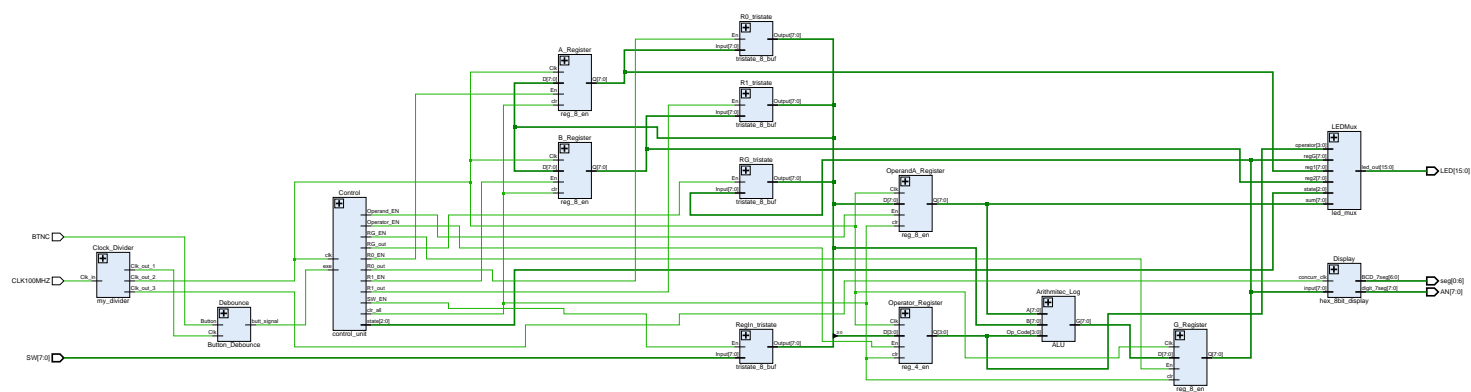 BTNC
CLK100MHZ
SW[7:0]
Clock_Divider
Clk_in
Clk_out_1
Clk_out_2
Clk_out_3
my_divider
Debounce
Button
Clk
butt_signal
Button_Debounce
Control
clk
exe
Operand_EN
Operator_EN
RG_EN
RG_out
R0_EN
R0_out
R1_EN
R1_out
SW_EN
clr_all
state[2:0]
control_unit
A_Register
Clk
D[7:0]
En
clr
Q[7:0]
reg_8_en
B_Register
Clk
D[7:0]
En
clr
Q[7:0]
reg_8_en
R0_tristate
En
Input[7:0]
Output[7:0]
tristate_8_buf
R1_tristate
En
Input[7:0]
Output[7:0]
tristate_8_buf
RG_tristate
En
Input[7:0]
Output[7:0]
tristate_8_buf
RegIn_tristate
En
Input[7:0]
Output[7:0]
tristate_8_buf
OperandA_Register
Clk
D[7:0]
En
clr
Q[7:0]
reg_8_en
Operator_Register
Clk
D[3:0]
En
clr
Q[3:0]
reg_4_en
Arithmitec_Log
A[7:0]
B[7:0]
Op_Code[3:0]
G[7:0]
ALU
G_Register
Clk
D[7:0]
En
clr
Q[7:0]
reg_8_en
LEDMux
operator[3:0]
regG[7:0]
reg1[7:0]
reg2[7:0]
state[2:0]
sum[7:0]
led_out[15:0]
led_mux
LED[15:0]
Display
concurr_clk
input[7:0]
BCD_7seg[6:0]
digit_7seg[7:0]
hex_8bit_display
seg[0:6]
AN[7:0]